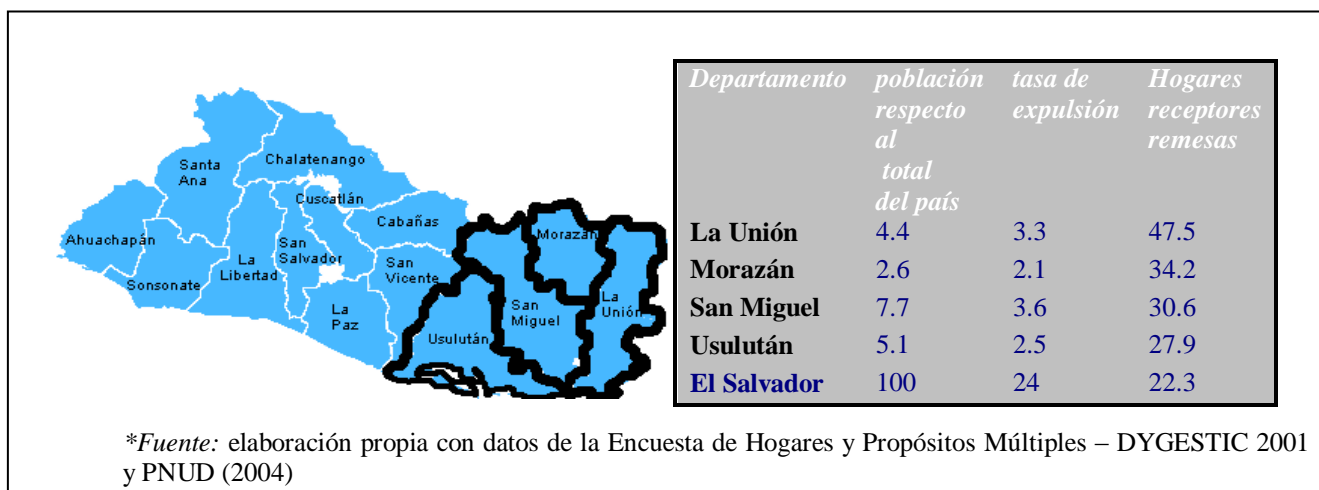 Santa
Ana
Chalatenango
Cuscatlán
Cabañas
Morazán
Ahuachapán
La
Libertad
San
Salvador
San
Vicente
Sonsonate
La
Paz
Usulután
San
Miguel
La
Unión
Departamento población respecto al total del país tasa de expulsión Hogares receptores remesas
La Unión 4.4 3.3 47.5
Morazán 2.6 2.1 34.2
San Miguel 7.7 3.6 30.6
Usulután 5.1 2.5 27.9
El Salvador 100 24 22.3
*Fuente: elaboración propia con datos de la Encuesta de Hogares y Propósitos Múltiples – DYGESTIC 2001
y PNUD (2004)